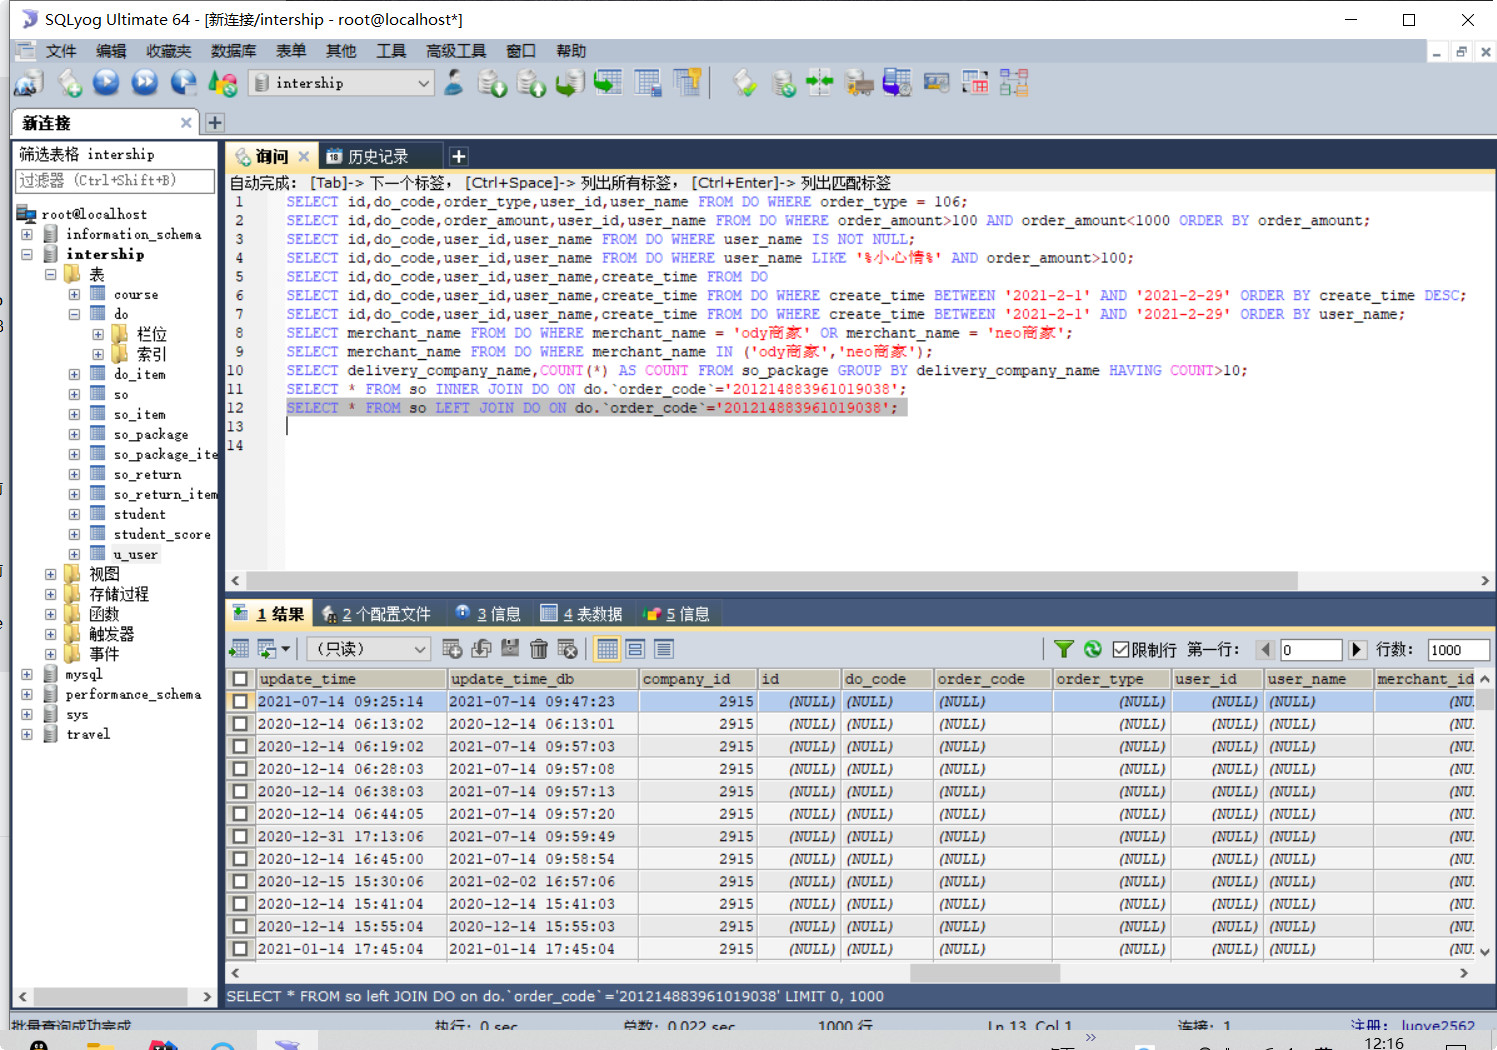 SQLyog Ultimate 64 - [新连接/intership - root@localhost*]
文件 编辑 收藏夹 数据库 表单 其他 工具 高级工具 窗口 帮助
intership
新连接
筛选表格 intership
过滤器 (Ctrl+Shift+B)
root@localhost
information_schema
intership
表
course
do
栏位
索引
do_item
so
so_item
so_package
so_package_ite
so_return
so_return_item
student
student_score
u_user
视图
存储过程
函数
触发器
事件
mysql
performance_schema
sys
travel
询问 历史记录
自动完成: [Tab]-> 下一个标签, [Ctrl+Space]-> 列出所有标签, [Ctrl+Enter]-> 列出匹配标签
1 SELECT id,do_code,order_type,user_id,user_name FROM DO WHERE order_type = 106;
2 SELECT id,do_code,order_amount,user_id,user_name FROM DO WHERE order_amount>100 AND order_amount<1000 ORDER BY order_amount;
3 SELECT id,do_code,user_id,user_name FROM DO WHERE user_name IS NOT NULL;
4 SELECT id,do_code,user_id,user_name FROM DO WHERE user_name LIKE '%小心情%' AND order_amount>100;
5 SELECT id,do_code,user_id,user_name,create_time FROM DO
6 SELECT id,do_code,user_id,user_name,create_time FROM DO WHERE create_time BETWEEN '2021-2-1' AND '2021-2-29' ORDER BY create_time DESC;
7 SELECT id,do_code,user_id,user_name,create_time FROM DO WHERE create_time BETWEEN '2021-2-1' AND '2021-2-29' ORDER BY user_name;
8 SELECT merchant_name FROM DO WHERE merchant_name = 'ody商家' OR merchant_name = 'neo商家';
9 SELECT merchant_name FROM DO WHERE merchant_name IN ('ody商家','neo商家');
10 SELECT delivery_company_name,COUNT(*) AS COUNT FROM so_package GROUP BY delivery_company_name HAVING COUNT>10;
11 SELECT * FROM so INNER JOIN DO ON do.`order_code`='201214883961019038';
12 SELECT * FROM so LEFT JOIN DO ON do.`order_code`='201214883961019038';
13
14
1 结果 2 个配置文件 3 信息 4 表数据 5 信息
(只读) 限制行 第一行: 0 行数: 1000
update_time update_time_db company_id id do_code order_code order_type user_id user_name merchant_id
2021-07-14 09:25:14 2021-07-14 09:47:23 2915 (NULL) (NULL) (NULL) (NULL) (NULL) (NULL) (NU
2020-12-14 06:13:02 2020-12-14 06:13:01 2915 (NULL) (NULL) (NULL) (NULL) (NULL) (NULL) (NU
2020-12-14 06:19:02 2021-07-14 09:57:03 2915 (NULL) (NULL) (NULL) (NULL) (NULL) (NULL) (NU
2020-12-14 06:28:03 2021-07-14 09:57:08 2915 (NULL) (NULL) (NULL) (NULL) (NULL) (NULL) (NU
2020-12-14 06:38:03 2021-07-14 09:57:13 2915 (NULL) (NULL) (NULL) (NULL) (NULL) (NULL) (NU
2020-12-14 06:44:05 2021-07-14 09:57:20 2915 (NULL) (NULL) (NULL) (NULL) (NULL) (NULL) (NU
2020-12-31 17:13:06 2021-07-14 09:59:49 2915 (NULL) (NULL) (NULL) (NULL) (NULL) (NULL) (NU
2020-12-14 16:45:00 2021-07-14 09:58:54 2915 (NULL) (NULL) (NULL) (NULL) (NULL) (NULL) (NU
2020-12-15 15:30:06 2021-02-02 16:57:06 2915 (NULL) (NULL) (NULL) (NULL) (NULL) (NULL) (NU
2020-12-14 15:41:04 2020-12-14 15:41:03 2915 (NULL) (NULL) (NULL) (NULL) (NULL) (NULL) (NU
2020-12-14 15:55:04 2020-12-14 15:55:03 2915 (NULL) (NULL) (NULL) (NULL) (NULL) (NULL) (NU
2021-01-14 17:45:04 2021-01-14 17:45:04 2915 (NULL) (NULL) (NULL) (NULL) (NULL) (NULL) (NU
SELECT * FROM so left JOIN DO on do.`order_code`='201214883961019038' LIMIT 0, 1000
批量查询成功完成 执行: 0 sec 总数: 0.022 sec 1000 行 Ln 13, Col 1 连接: 1 注册: luoye2562
12:16